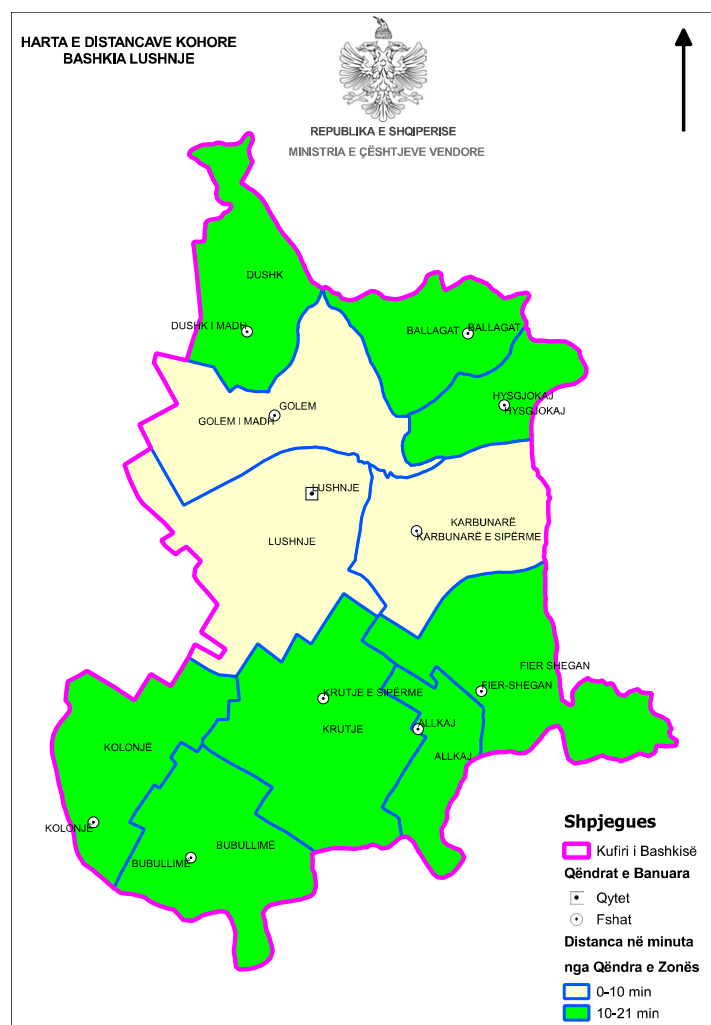 HARTA E DISTANCAVE KOHORE
BASHKIA LUSHNJE
REPUBLIKA E SHQIPERISE
MINISTRIA E ÇËSHTJEVE VENDORE
DUSHK
DUSHK I MADH
BALLAGAT
BALLAGAT
HYSGJOKAJ
HYSGJOKAJ
GOLEM
GOLEM I MADH
LUSHNJE
LUSHNJE
KARBUNARË
KARBUNARË E SIPËRME
FIER SHEGAN
FIER-SHEGAN
KRUTJE E SIPËRME
KRUTJE
ALLKAJ
ALLKAJ
KOLONJË
KOLONJË
BUBULLIMË
BUBULLIMË
Shpjegues
Kufiri i Bashkisë
Qëndrat e Banuara
Qytet
Fshat
Distanca në minuta
nga Qëndra e Zonës
0-10 min
10-21 min